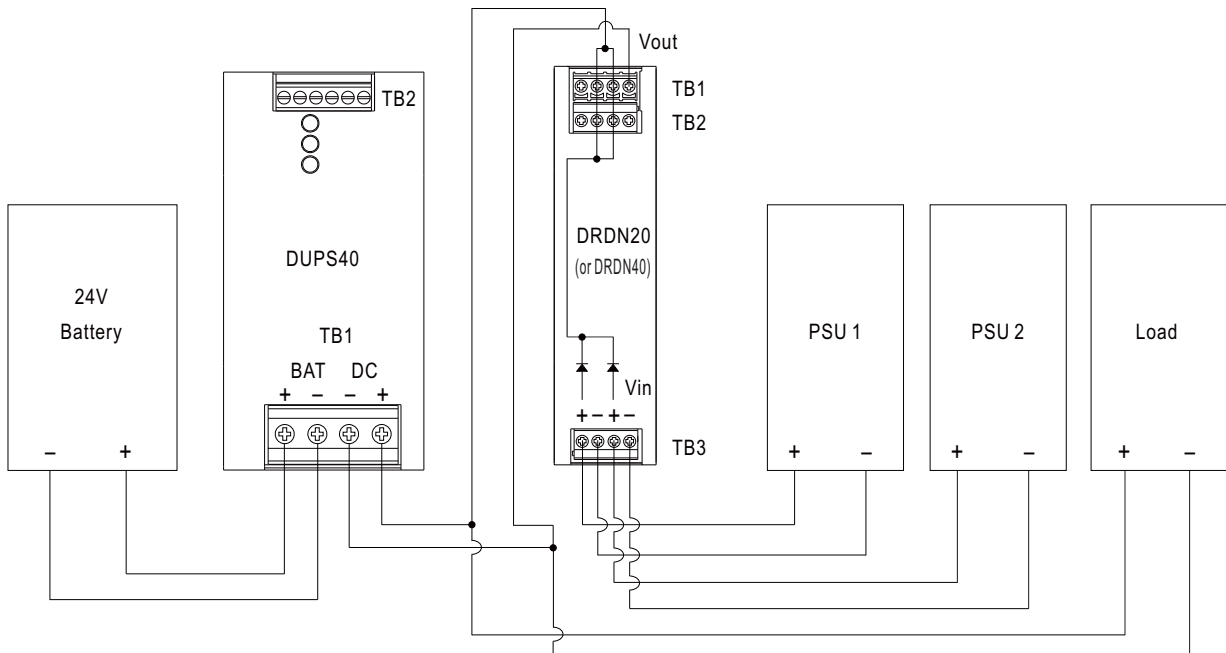 Vout
TB1
TB2
TB2
DUPS40
24V
Battery
TB1
BAT DC
+ − − +
− +
DRDN20
(or DRDN40)
Vin
+ − + −
TB3
PSU 1
+ −
PSU 2
+ −
Load
+ −